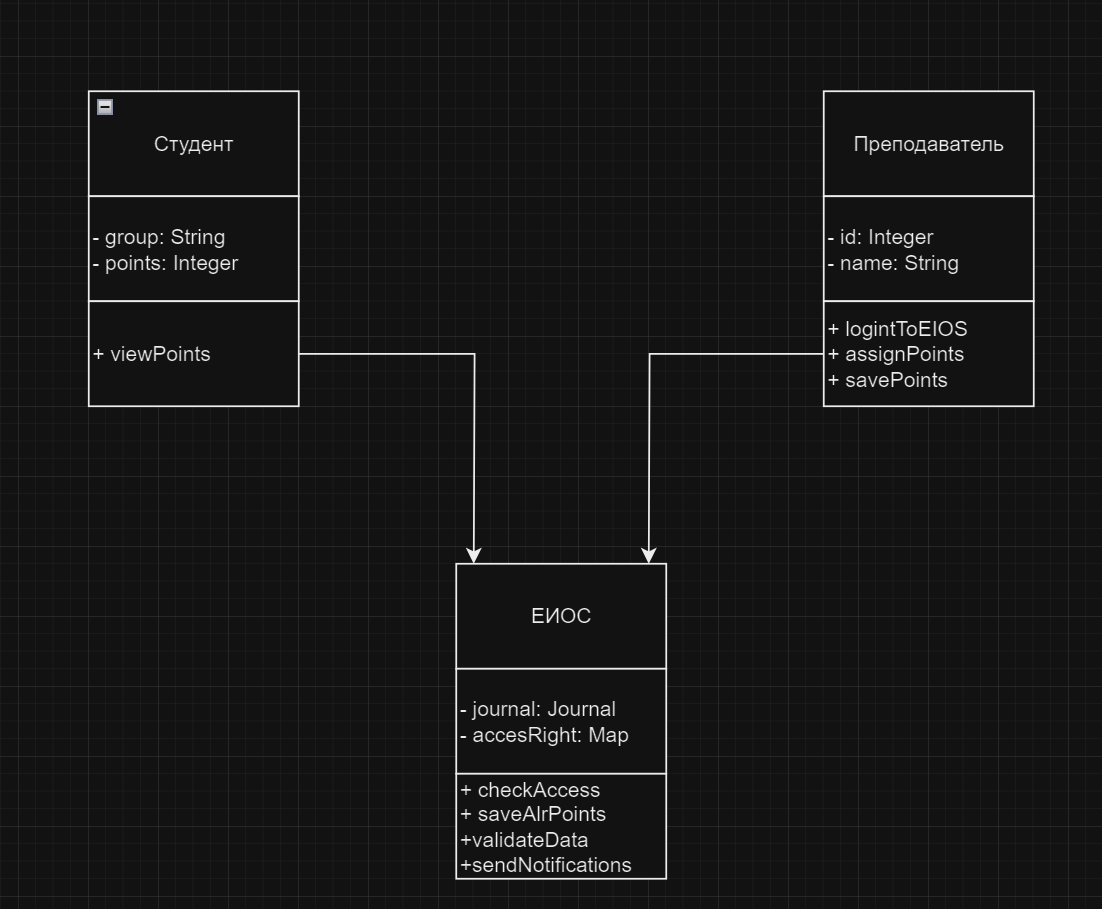 Студент
- group: String
- points: Integer
+ viewPoints
Преподаватель
- id: Integer
- name: String
+ logintToEIOS
+ assignPoints
+ savePoints
ЕИОС
- journal: Journal
- accesRight: Map
+ checkAccess
+ saveAlrPoints
+validateData
+sendNotifications